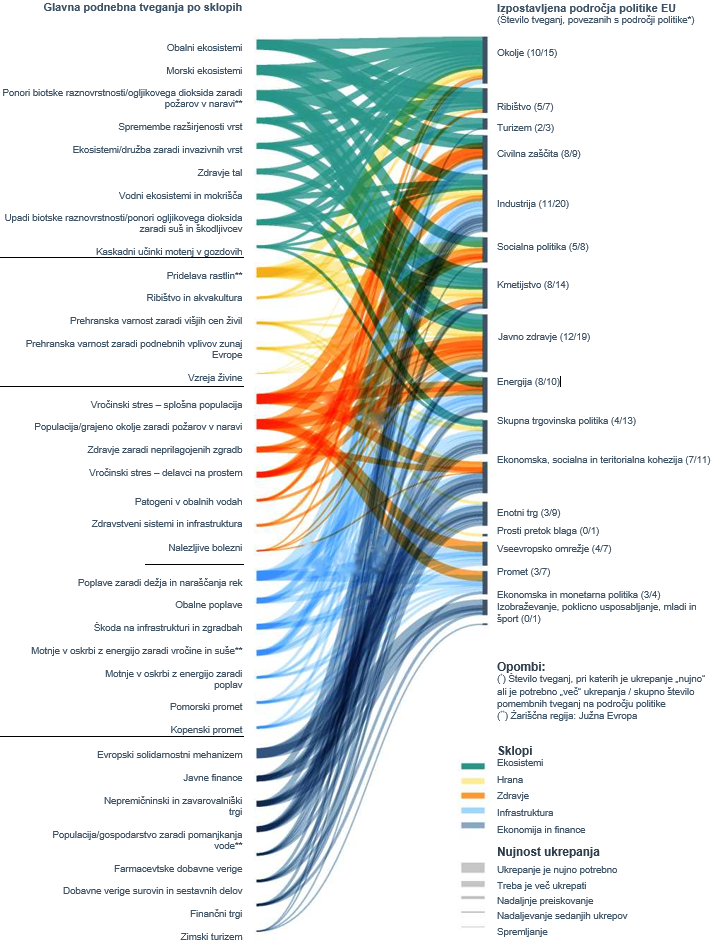 Glavna podnebna tveganja po sklopih
Obalni ekosistemi
Morski ekosistemi
Ponori biotske raznovrstnosti/ogljikovega dioksida zaradi
požarov v naravi**
Spremembe razširjenosti vrst
Ekosistemi/družba zaradi invazivnih vrst
Zdravje tal
Vodni ekosistemi in mokrišča
Upadi biotske raznovrstnosti/ponori ogljikovega dioksida
zaradi suš in škodljivcev
Kaskadni učinki motenj v gozdovih
Pridelava rastlin**
Ribištvo in akvakultura
Prehranska varnost zaradi višjih cen živil
Prehranska varnost zaradi podnebnih vplivov zunaj
Evrope
Vzreja živine
Vročinski stres – splošna populacija
Populacija/grajeno okolje zaradi požarov v naravi
Zdravje zaradi neprilagojenih zgradb
Vročinski stres – delavci na prostem
Patogeni v obalnih vodah
Zdravstveni sistemi in infrastruktura
Nalezljive bolezni
Poplave zaradi dežja in naraščanja rek
Obalne poplave
Škoda na infrastrukturi in zgradbah
Motnje v oskrbi z energijo zaradi vročine in suše**
Motnje v oskrbi z energijo zaradi
poplav
Pomorski promet
Kopenski promet
Evropski solidarnostni mehanizem
Javne finance
Nepremičninski in zavarovalniški
trgi
Populacija/gospodarstvo zaradi pomanjkanja
vode**
Farmacevtske dobavne verige
Dobavne verige surovin in sestavnih delov
Finančni trgi
Zimski turizem
Izpostavljena področja politike EU
(Število tveganj, povezanih s področji politike*)
Okolje (10/15)
Ribištvo (5/7)
Turizem (2/3)
Civilna zaščita (8/9)
Industrija (11/20)
Socialna politika (5/8)
Kmetijstvo (8/14)
Javno zdravje (12/19)
Energija (8/10)
Skupna trgovinska politika (4/13)
Ekonomska, socialna in teritorialna kohezija (7/11)
Enotni trg (3/9)
Prosti pretok blaga (0/1)
Vseevropsko omrežje (4/7)
Promet (3/7)
Ekonomska in monetarna politika (3/4)
Izobraževanje, poklicno usposabljanje, mladi in
šport (0/1)
Opombi:
(*) Število tveganj, pri katerih je ukrepanje „nujno“
ali je potrebno „več“ ukrepanja / skupno število
pomembnih tveganj na področju politike
(**) Žariščna regija: Južna Evropa
Sklopi
Ekosistemi
Hrana
Zdravje
Infrastruktura
Ekonomija in finance
Nujnost ukrepanja
Ukrepanje je nujno potrebno
Treba je več ukrepati
Nadaljnje preiskovanje
Nadaljevanje sedanjih ukrepov
Spremljanje